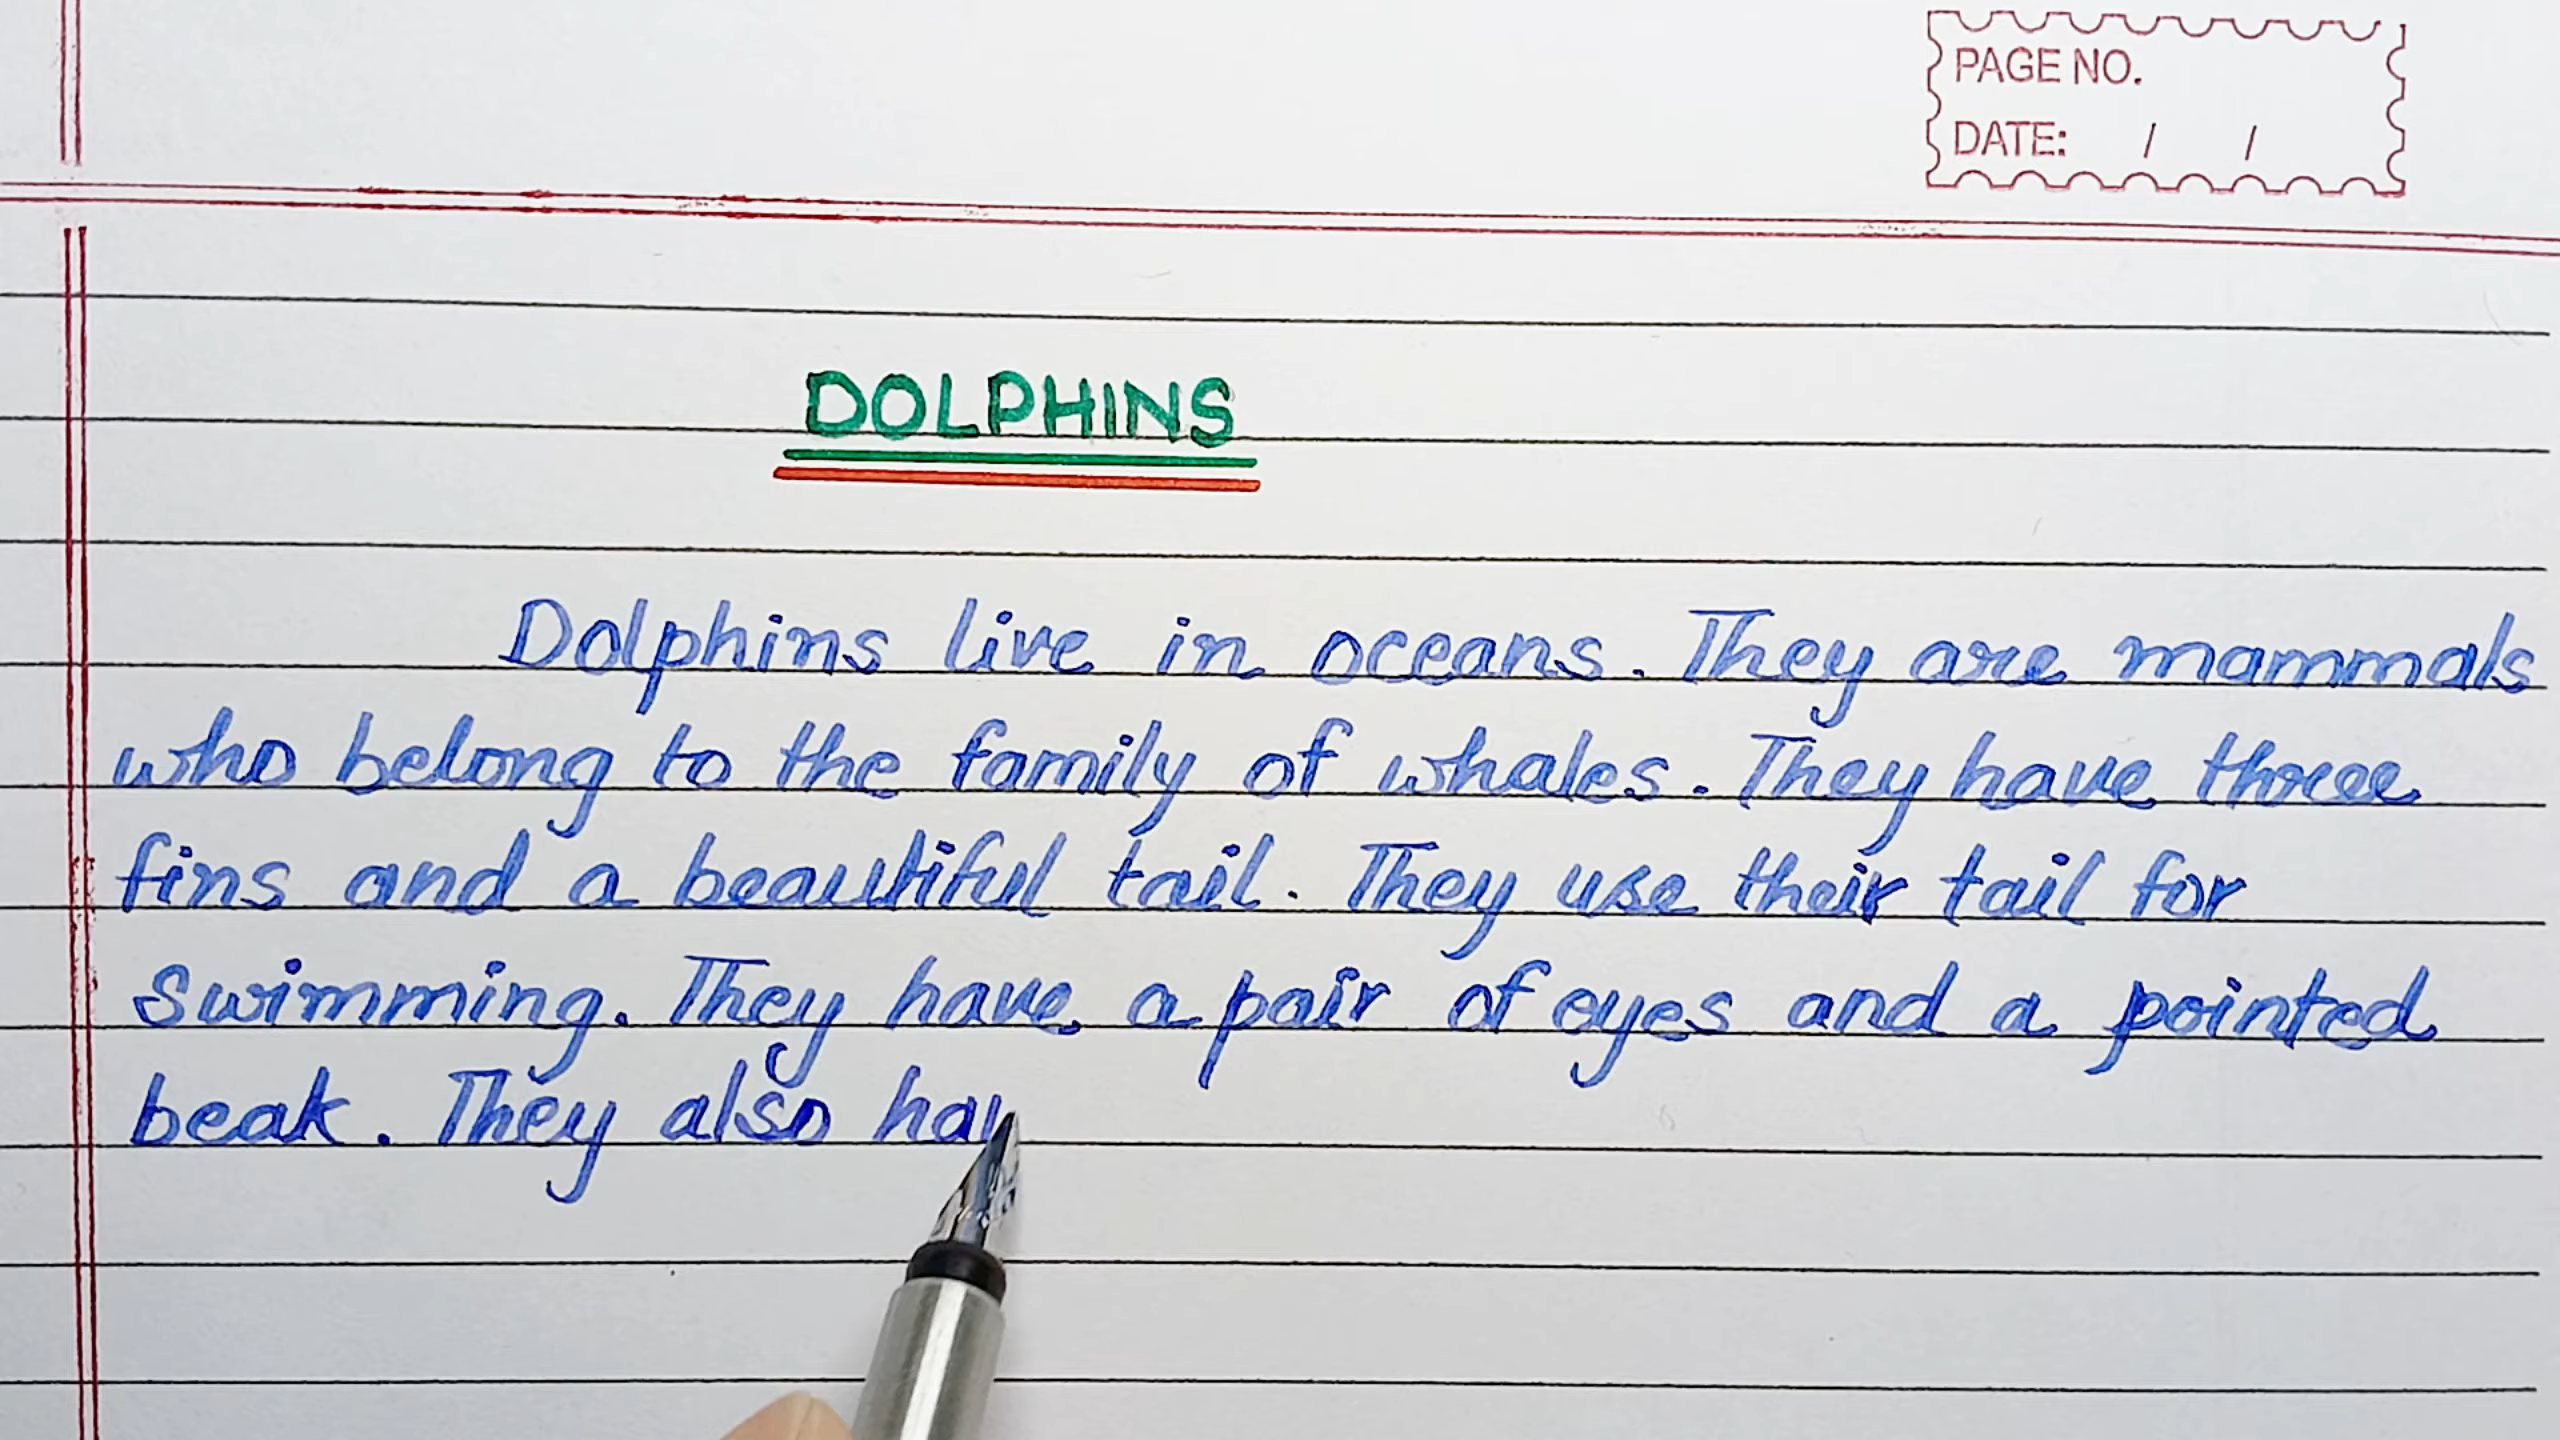 PAGE NO.
DATE: / /
DOLPHINS
Dolphins live in oceans. They are mammals
who belong to the family of whales. They have three
fins and a beautiful tail. They use their tail for
swimming. They have a pair of eyes and a pointed
beak. They also hav